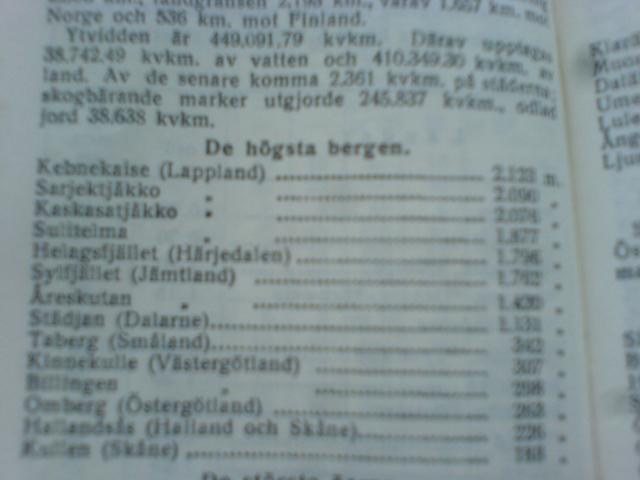 Norge och 536 km. mot Finland.
Ytvidden är 449,091,79 kvkm. Därav upptagas
38,742.49 kvkm. av vatten och 410,349.30 kvkm. av
land. Av de senare komma 2,361 kvkm. på städerna;
skogbärande marker utgjorde 245,837 kvkm., odlad
jord 38,638 kvkm.
De högsta bergen.
Kebnekaise (Lappland) 2,123 m.
Sarjektjåkko „ 2,090 „
Kaskasatjåkko „ 2,074 „
Sulitelma „ 1,877 „
Helagsfjället (Härjedalen) 1,796 „
Sylfjället (Jämtland) 1,762 „
Åreskutan „ 1,420 „
Städjan (Dalarne) 1,131 „
Taberg (Småland) 342 „
Kinnekulle (Västergötland) 307 „
Billingen „ 298 „
Omberg (Östergötland) 263 „
Hallandsås (Halland och Skåne) 226 „
Kullen (Skåne) 188 „